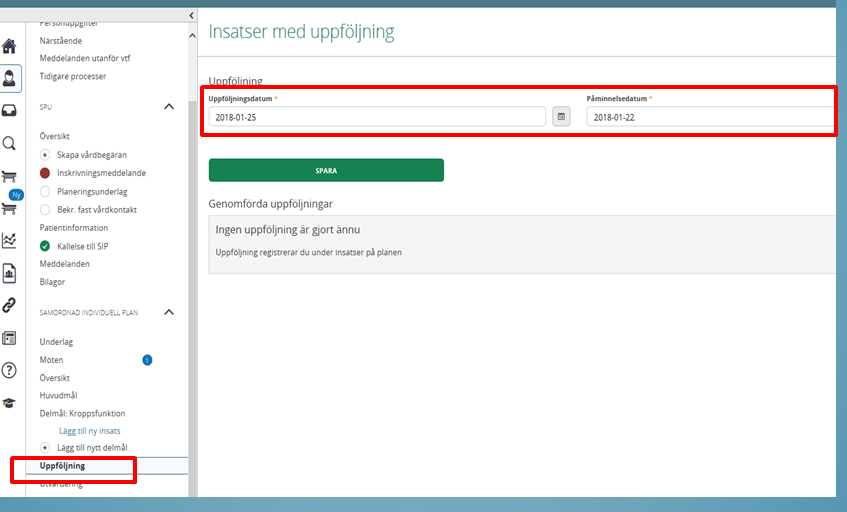 Personuppgifter
Närstående
Meddelanden utanför vtf
Tidigare processer
SPU
Översikt
Skapa vårdbegäran
Inskrivningsmeddelande
Planeringsunderlag
Ny
Bekr. fast vårdkontakt
Patientinformation
Kallelse till SIP
Meddelanden
Bilagor
SAMORDNAD INDIVIDUELL PLAN
Underlag
Möten 1
Översikt
Huvudmål
Delmål: Kroppsfunktion
Lägg till ny insats
Lägg till nytt delmål
Uppföljning
Utvärdering
Insatser med uppföljning
Uppföljning
Uppföljningsdatum * Påminnelsedatum *
2018-01-25 2018-01-22
SPARA
Genomförda uppföljningar
Ingen uppföljning är gjort ännu
Uppföljning registrerar du under insatser på planen